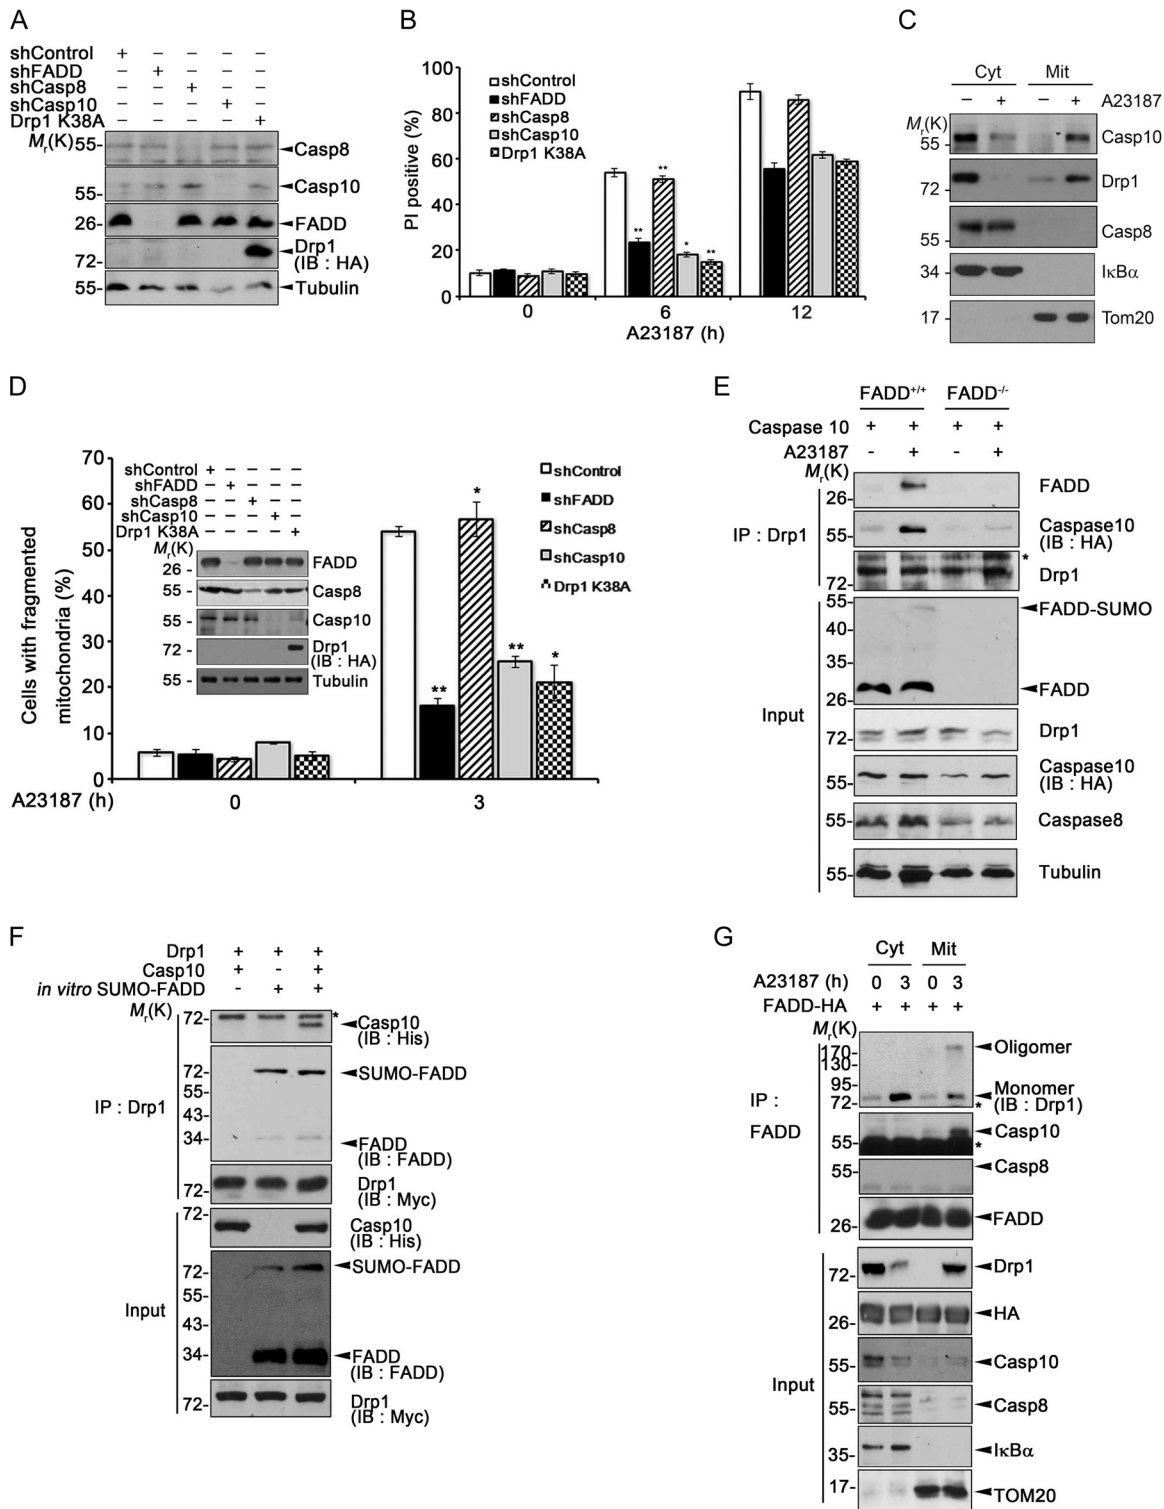 A
shControl + – – – –
shFADD – + – – –
shCasp8 – – + – –
shCasp10 – – – + –
Drp1 K38A – – – – +
Mr(K)
55- Casp8
55- Casp10
26- FADD
72- Drp1
(IB : HA)
55- Tubulin
B
PI positive (%)
100
80
60
40
20
0
shControl
shFADD
shCasp8
shCasp10
Drp1 K38A
** ** * **
0 6 12
A23187 (h)
C
Cyt Mit
– + – + A23187
Mr(K)
55 - Casp10
72 - Drp1
55 - Casp8
34 - IκBα
17 - Tom20
D
Cells with fragmented
mitochondria (%)
70
60
50
40
30
20
10
0
shControl + – – – –
shFADD – + – – –
shCasp8 – – + – –
shCasp10 – – – + –
Drp1 K38A – – – – +
Mr(K)
26 - FADD
55 - Casp8
55 - Casp10
72 - Drp1
(IB : HA)
55 - Tubulin
shControl
shFADD
shCasp8
shCasp10
Drp1 K38A
** * ** *
A23187 (h) 0 3
E
FADD+/+ FADD-/-
Caspase 10 + + + +
A23187 - + - +
Mr(K)
IP : Drp1
26- FADD
55- Caspase10
(IB : HA)
*
72- Drp1
Input
55- FADD-SUMO
40-
35-
26- FADD
72- Drp1
55- Caspase10
(IB : HA)
55- Caspase8
55- Tubulin
F
Drp1 + + +
Casp10 + - +
in vitro SUMO-FADD - + +
Mr(K)
IP : Drp1
72- *
Casp10
(IB : His)
72- SUMO-FADD
55-
43-
34- FADD
(IB : FADD)
72- Drp1
(IB : Myc)
Input
72- Casp10
(IB : His)
72- SUMO-FADD
55-
43-
34- FADD
(IB : FADD)
72- Drp1
(IB : Myc)
G
Cyt Mit
A23187 (h) 0 3 0 3
FADD-HA + + + +
Mr(K)
IP :
FADD
170- Oligomer
130-
95- Monomer
72- (IB : Drp1)
*
Casp10
55- *
55- Casp8
26- FADD
Input
72- Drp1
26- HA
55- Casp10
55- Casp8
35- IκBα
17- TOM20